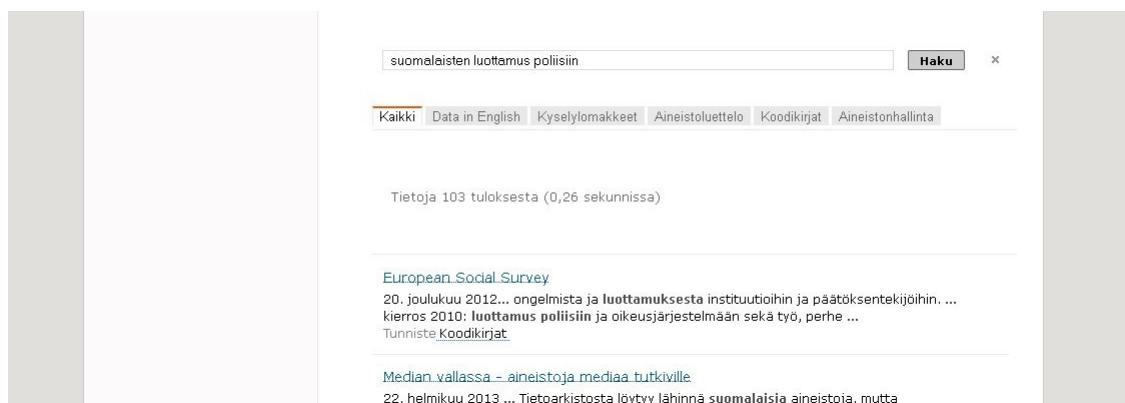 suomalaisten luottamus poliisiin
Haku ×
Kaikki Data in English Kyselylomakkeet Aineistoluettelo Koodikirjat Aineistonhallinta
Tietoja 103 tuloksesta (0,26 sekunnissa)
European Social Survey
20. joulukuu 2012... ongelmista ja luottamuksesta instituutioihin ja päätöksentekijöihin. ...
kierros 2010: luottamus poliisiin ja oikeusjärjestelmään sekä työ, perhe ...
Tunniste Koodikirjat
Median vallassa - aineistoja mediaa tutkiville
22. helmikuu 2013 ... Tietoarkistosta löytyy lähinnä suomalaisia aineistoja, mutta